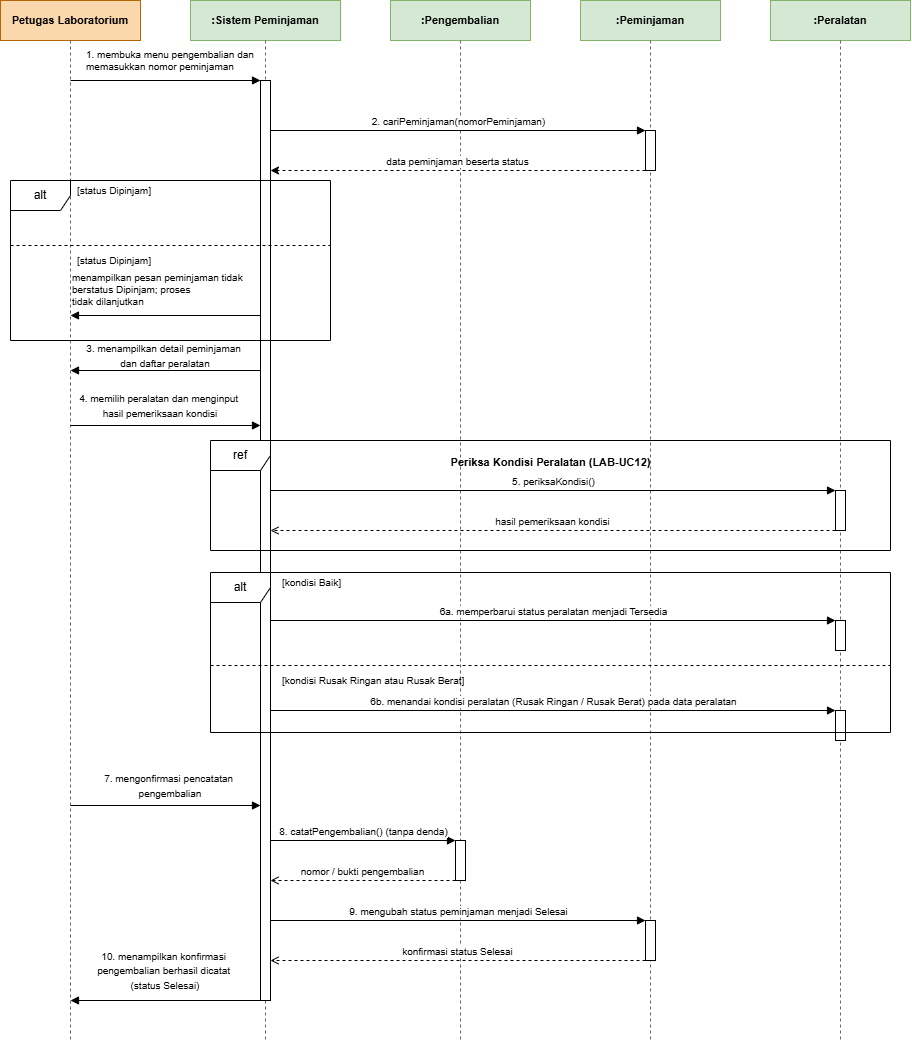 Petugas Laboratorium
:Sistem Peminjaman
:Pengembalian
:Peminjaman
:Peralatan
1. membuka menu pengembalian dan
memasukkan nomor peminjaman
2. cariPeminjaman(nomorPeminjaman)
data peminjaman beserta status
alt
[status Dipinjam]
[status Dipinjam]
menampilkan pesan peminjaman tidak
berstatus Dipinjam; proses
tidak dilanjutkan
3. menampilkan detail peminjaman
dan daftar peralatan
4. memilih peralatan dan menginput
hasil pemeriksaan kondisi
ref
Periksa Kondisi Peralatan (LAB-UC12)
5. periksaKondisi()
hasil pemeriksaan kondisi
alt
[kondisi Baik]
6a. memperbarui status peralatan menjadi Tersedia
[kondisi Rusak Ringan atau Rusak Berat]
6b. menandai kondisi peralatan (Rusak Ringan / Rusak Berat) pada data peralatan
7. mengonfirmasi pencatatan
pengembalian
8. catatPengembalian() (tanpa denda)
nomor / bukti pengembalian
9. mengubah status peminjaman menjadi Selesai
konfirmasi status Selesai
10. menampilkan konfirmasi
pengembalian berhasil dicatat
(status Selesai)